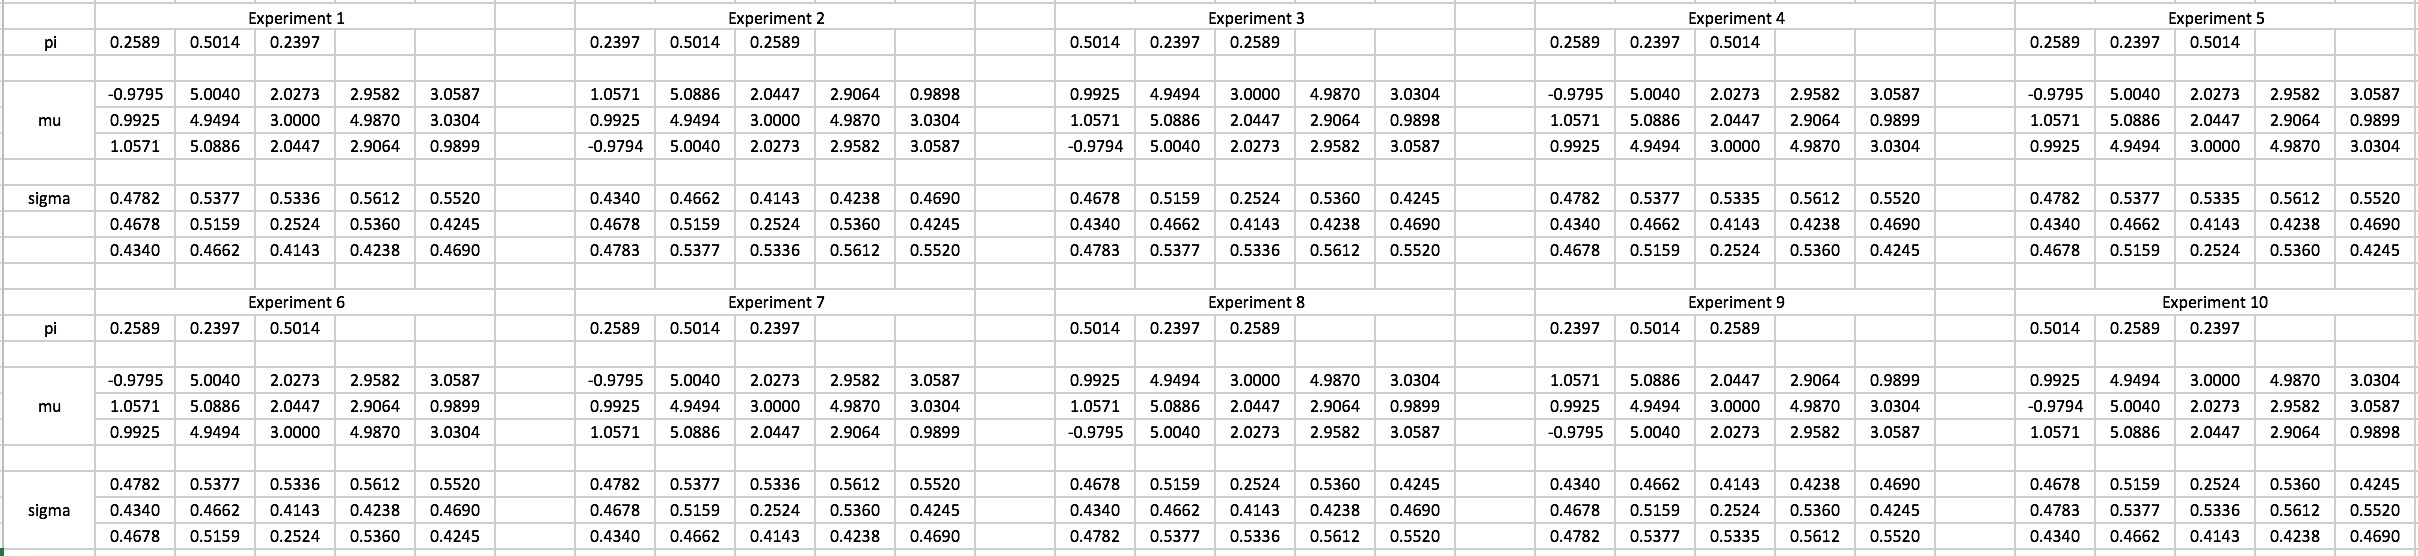 Experiment 1 Experiment 2 Experiment 3 Experiment 4 Experiment 5
pi 0.2589 0.5014 0.2397 0.2397 0.5014 0.2589 0.5014 0.2397 0.2589 0.2589 0.2397 0.5014 0.2589 0.2397 0.5014
-0.9795 5.0040 2.0273 2.9582 3.0587 1.0571 5.0886 2.0447 2.9064 0.9898 0.9925 4.9494 3.0000 4.9870 3.0304 -0.9795 5.0040 2.0273 2.9582 3.0587 -0.9795 5.0040 2.0273 2.9582 3.0587
mu 0.9925 4.9494 3.0000 4.9870 3.0304 0.9925 4.9494 3.0000 4.9870 3.0304 1.0571 5.0886 2.0447 2.9064 0.9898 1.0571 5.0886 2.0447 2.9064 0.9899 1.0571 5.0886 2.0447 2.9064 0.9899
1.0571 5.0886 2.0447 2.9064 0.9899 -0.9794 5.0040 2.0273 2.9582 3.0587 -0.9794 5.0040 2.0273 2.9582 3.0587 0.9925 4.9494 3.0000 4.9870 3.0304 0.9925 4.9494 3.0000 4.9870 3.0304
sigma 0.4782 0.5377 0.5336 0.5612 0.5520 0.4340 0.4662 0.4143 0.4238 0.4690 0.4678 0.5159 0.2524 0.5360 0.4245 0.4782 0.5377 0.5335 0.5612 0.5520 0.4782 0.5377 0.5335 0.5612 0.5520
0.4678 0.5159 0.2524 0.5360 0.4245 0.4678 0.5159 0.2524 0.5360 0.4245 0.4340 0.4662 0.4143 0.4238 0.4690 0.4340 0.4662 0.4143 0.4238 0.4690 0.4340 0.4662 0.4143 0.4238 0.4690
0.4340 0.4662 0.4143 0.4238 0.4690 0.4783 0.5377 0.5336 0.5612 0.5520 0.4783 0.5377 0.5336 0.5612 0.5520 0.4678 0.5159 0.2524 0.5360 0.4245 0.4678 0.5159 0.2524 0.5360 0.4245
Experiment 6 Experiment 7 Experiment 8 Experiment 9 Experiment 10
pi 0.2589 0.2397 0.5014 0.2589 0.5014 0.2397 0.5014 0.2397 0.2589 0.2397 0.5014 0.2589 0.5014 0.2589 0.2397
-0.9795 5.0040 2.0273 2.9582 3.0587 -0.9795 5.0040 2.0273 2.9582 3.0587 0.9925 4.9494 3.0000 4.9870 3.0304 1.0571 5.0886 2.0447 2.9064 0.9899 0.9925 4.9494 3.0000 4.9870 3.0304
mu 1.0571 5.0886 2.0447 2.9064 0.9899 0.9925 4.9494 3.0000 4.9870 3.0304 1.0571 5.0886 2.0447 2.9064 0.9899 0.9925 4.9494 3.0000 4.9870 3.0304 -0.9794 5.0040 2.0273 2.9582 3.0587
0.9925 4.9494 3.0000 4.9870 3.0304 1.0571 5.0886 2.0447 2.9064 0.9899 -0.9795 5.0040 2.0273 2.9582 3.0587 -0.9795 5.0040 2.0273 2.9582 3.0587 1.0571 5.0886 2.0447 2.9064 0.9898
0.4782 0.5377 0.5336 0.5612 0.5520 0.4782 0.5377 0.5336 0.5612 0.5520 0.4678 0.5159 0.2524 0.5360 0.4245 0.4340 0.4662 0.4143 0.4238 0.4690 0.4678 0.5159 0.2524 0.5360 0.4245
sigma 0.4340 0.4662 0.4143 0.4238 0.4690 0.4678 0.5159 0.2524 0.5360 0.4245 0.4340 0.4662 0.4143 0.4238 0.4690 0.4678 0.5159 0.2524 0.5360 0.4245 0.4783 0.5377 0.5336 0.5612 0.5520
0.4678 0.5159 0.2524 0.5360 0.4245 0.4340 0.4662 0.4143 0.4238 0.4690 0.4782 0.5377 0.5336 0.5612 0.5520 0.4782 0.5377 0.5335 0.5612 0.5520 0.4340 0.4662 0.4143 0.4238 0.4690